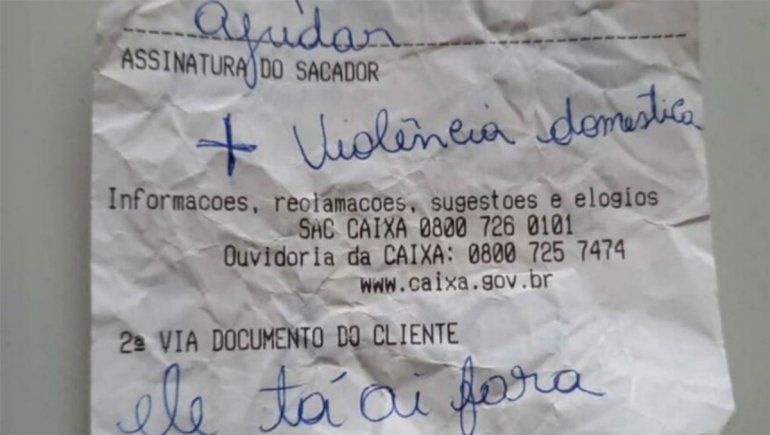 ajudar
ASSINATURA DO SACADOR
+ Violência domestica
Informacoes, reclamacoes, sugestoes e elogios
SAC CAIXA 0800 726 0101
Ouvidoria da CAIXA: 0800 725 7474
www.caixa.gov.br
2ª VIA DOCUMENTO DO CLIENTE
ele tá ai fora